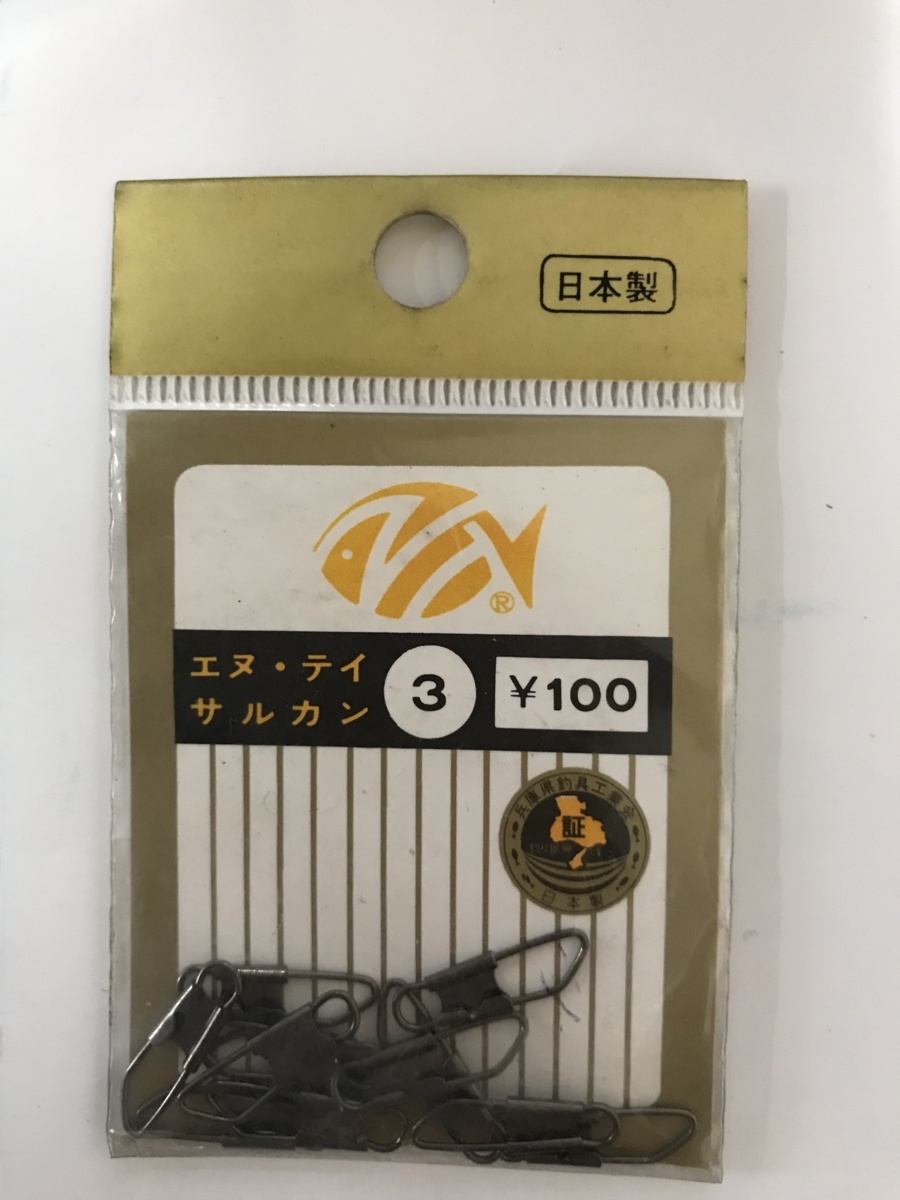 日本製
®
エヌ・テイ
サルカン
3
¥100
兵庫県釣具工業会
証
日本製